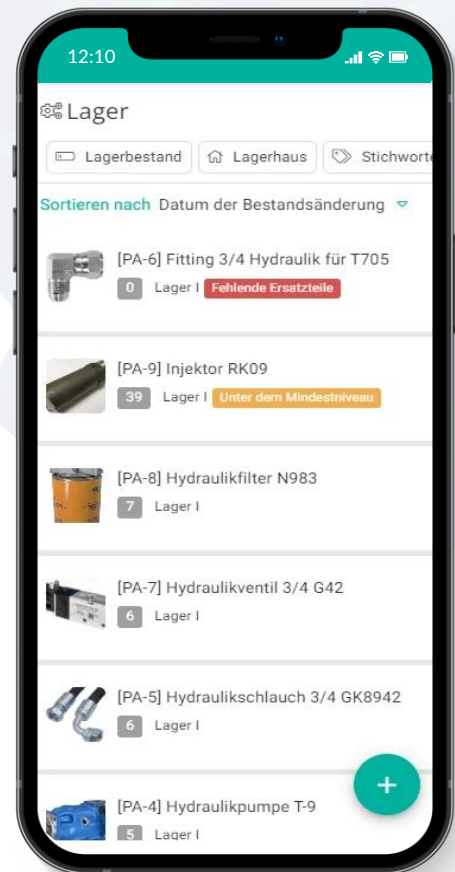 12:10
Lager
Lagerbestand Lagerhaus Stichworte
Sortieren nach Datum der Bestandsänderung
[PA-6] Fitting 3/4 Hydraulik für T705
0 Lager I Fehlende Ersatzteile
[PA-9] Injektor RK09
39 Lager I Unter dem Mindestniveau
[PA-8] Hydraulikfilter N983
7 Lager I
[PA-7] Hydraulikventil 3/4 G42
6 Lager I
[PA-5] Hydraulikschlauch 3/4 GK8942
6 Lager I
[PA-4] Hydraulikpumpe T-9
5 Lager I